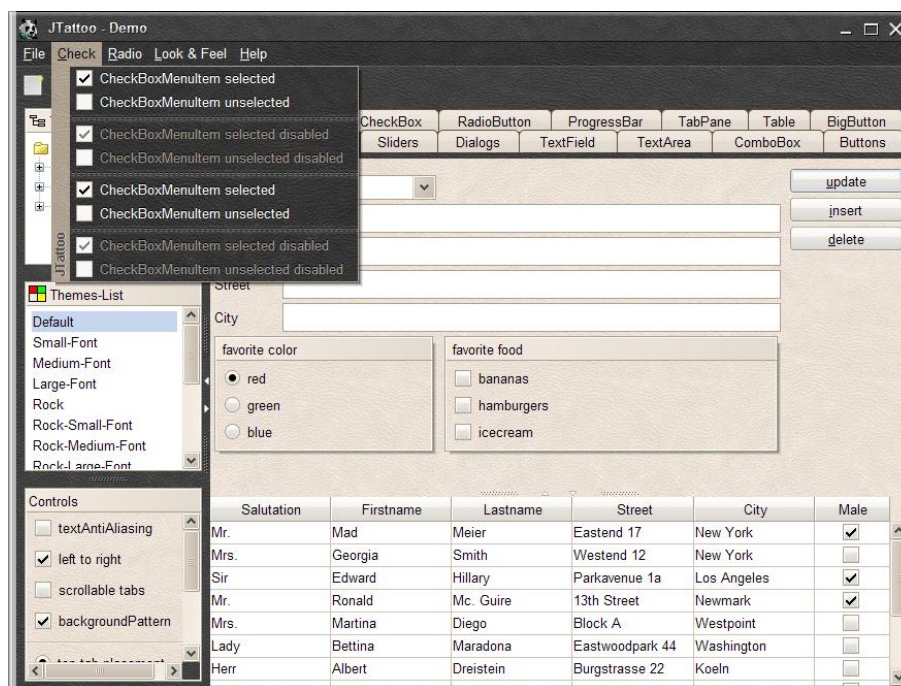 JTattoo - Demo
File Check Radio Look & Feel Help
CheckBoxMenuItem selected
CheckBoxMenuItem unselected
CheckBoxMenuItem selected disabled
CheckBoxMenuItem unselected disabled
CheckBoxMenuItem selected
CheckBoxMenuItem unselected
CheckBoxMenuItem selected disabled
CheckBoxMenuItem unselected disabled
JTattoo
CheckBox RadioButton ProgressBar TabPane Table BigButton
Sliders Dialogs TextField TextArea ComboBox Buttons
update
insert
delete
Street
City
Themes-List
Default
Small-Font
Medium-Font
Large-Font
Rock
Rock-Small-Font
Rock-Medium-Font
Rock-Large-Font
favorite color
red
green
blue
favorite food
bananas
hamburgers
icecream
Controls
textAntiAliasing
left to right
scrollable tabs
backgroundPattern
top tab placement
Salutation Firstname Lastname Street City Male
Mr. Mad Meier Eastend 17 New York
Mrs. Georgia Smith Westend 12 New York
Sir Edward Hillary Parkavenue 1a Los Angeles
Mr. Ronald Mc. Guire 13th Street Newmark
Mrs. Martina Diego Block A Westpoint
Lady Bettina Maradona Eastwoodpark 44 Washington
Herr Albert Dreistein Burgstrasse 22 Koeln